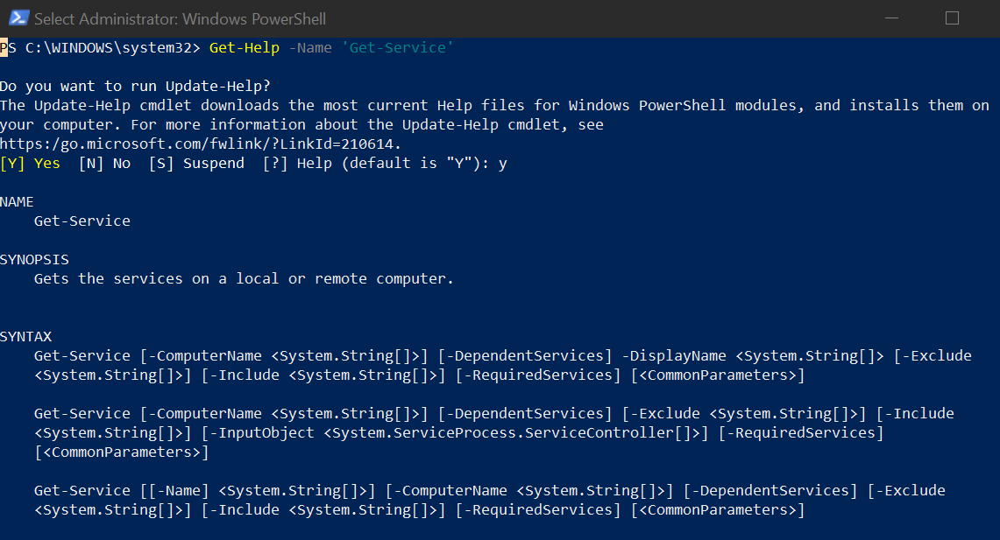 Select Administrator: Windows PowerShell
PS C:\WINDOWS\system32> Get-Help -Name 'Get-Service'
Do you want to run Update-Help?
The Update-Help cmdlet downloads the most current Help files for Windows PowerShell modules, and installs them on
your computer. For more information about the Update-Help cmdlet, see
https:/go.microsoft.com/fwlink/?LinkId=210614.
[Y] Yes  [N] No  [S] Suspend  [?] Help (default is "Y"): y
NAME
    Get-Service
SYNOPSIS
    Gets the services on a local or remote computer.
SYNTAX
    Get-Service [-ComputerName <System.String[]>] [-DependentServices] -DisplayName <System.String[]> [-Exclude
    <System.String[]>] [-Include <System.String[]>] [-RequiredServices] [<CommonParameters>]
    Get-Service [-ComputerName <System.String[]>] [-DependentServices] [-Exclude <System.String[]>] [-Include
    <System.String[]>] [-InputObject <System.ServiceProcess.ServiceController[]>] [-RequiredServices]
    [<CommonParameters>]
    Get-Service [[-Name] <System.String[]>] [-ComputerName <System.String[]>] [-DependentServices] [-Exclude
    <System.String[]>] [-Include <System.String[]>] [-RequiredServices] [<CommonParameters>]